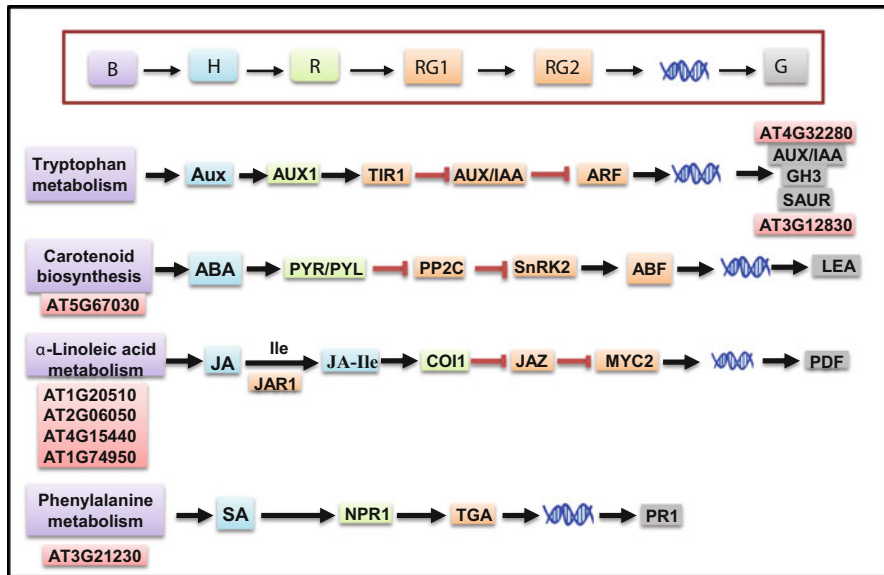 B H R RG1 RG2 G
Tryptophan
metabolism
Aux AUX1 TIR1 AUX/IAA ARF
AT4G32280
AUX/IAA
GH3
SAUR
AT3G12830
Carotenoid
biosynthesis
AT5G67030
ABA PYR/PYL PP2C SnRK2 ABF LEA
α-Linoleic acid
metabolism
JA
Ile
JAR1
JA-Ile COI1 JAZ MYC2 PDF
AT1G20510
AT2G06050
AT4G15440
AT1G74950
Phenylalanine
metabolism
SA NPR1 TGA PR1
AT3G21230